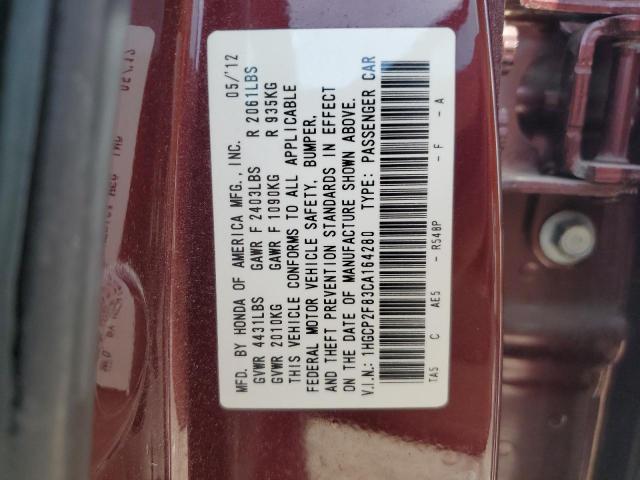 MFD. BY HONDA OF AMERICA MFG., INC. 05/'12
GVWR 4431LBS GAWR F 2403LBS R 2061LBS
GVWR 2010KG GAWR F 1090KG R 935KG
THIS VEHICLE CONFORMS TO ALL APPLICABLE
FEDERAL MOTOR VEHICLE SAFETY, BUMPER,
AND THEFT PREVENTION STANDARDS IN EFFECT
ON THE DATE OF MANUFACTURE SHOWN ABOVE.
V.I.N.: 1HGCP2F83CA164280 TYPE: PASSENGER CAR
TA5 C AE5 - R548P - F - A